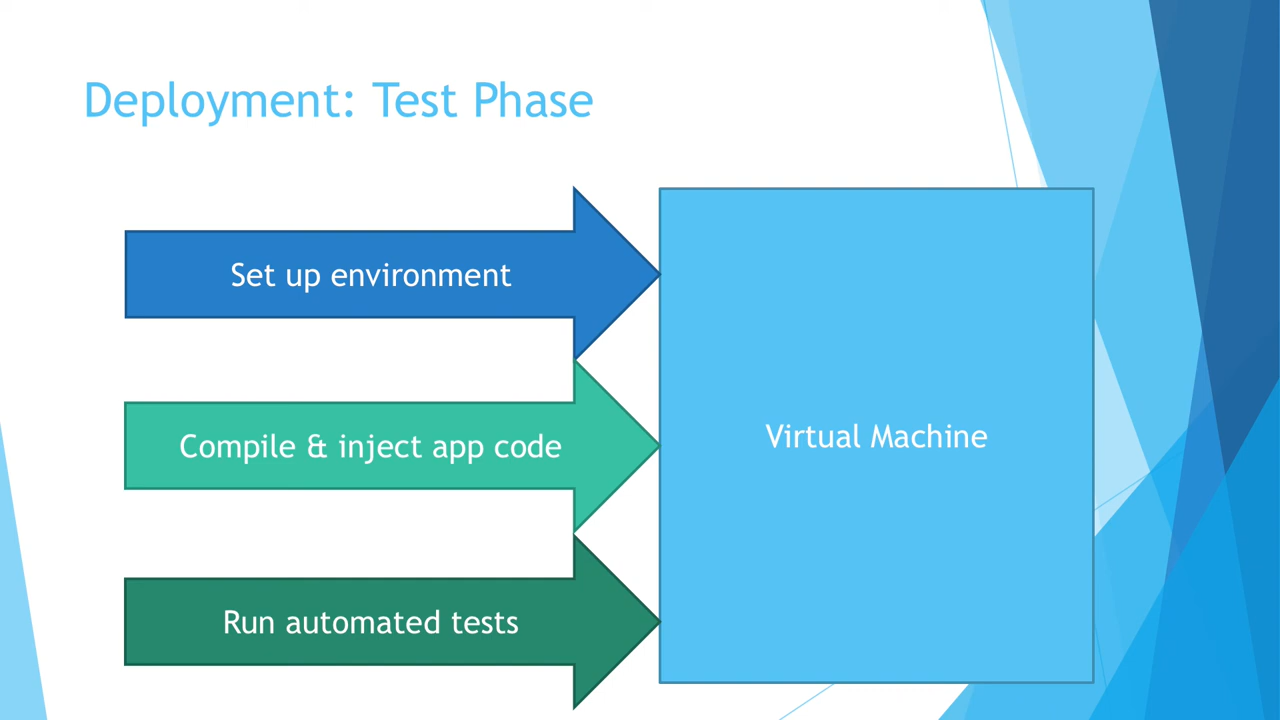 Deployment: Test Phase
Set up environment
Compile & inject app code
Virtual Machine
Run automated tests